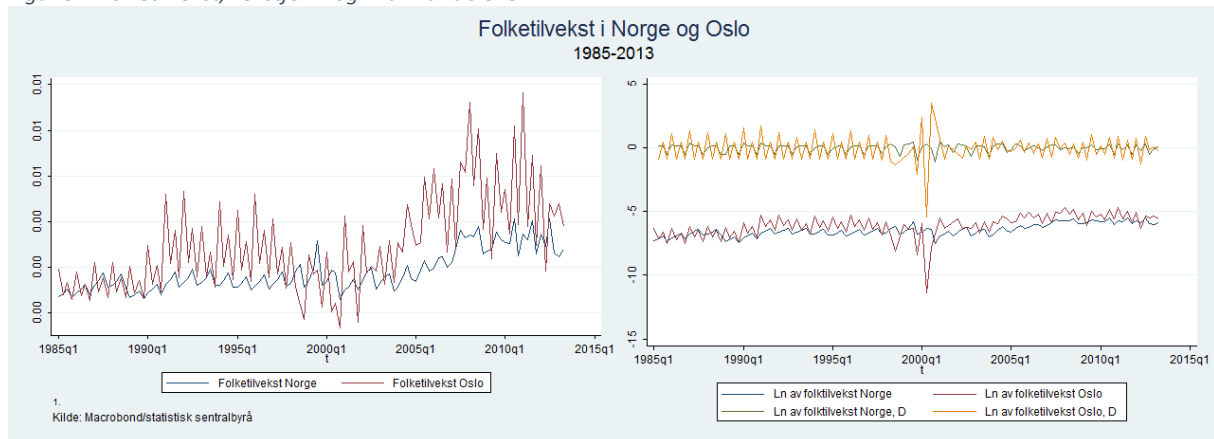 Folketilvekst i Norge og Oslo
1985-2013
0.01
0.01
0.01
0.00
0.00
0.00
1985q1 1990q1 1995q1 2000q1 2005q1 2010q1 2015q1
t
Folketilvekst Norge Folketilvekst Oslo
1.
Kilde: Macrobond/statistisk sentralbyrå
5
0
-5
-10
-15
1985q1 1990q1 1995q1 2000q1 2005q1 2010q1 2015q1
t
Ln av folktilvekst Norge Ln av folketilvekst Oslo
Ln av folktilvekst Norge, D Ln av folketilvekst Oslo, D